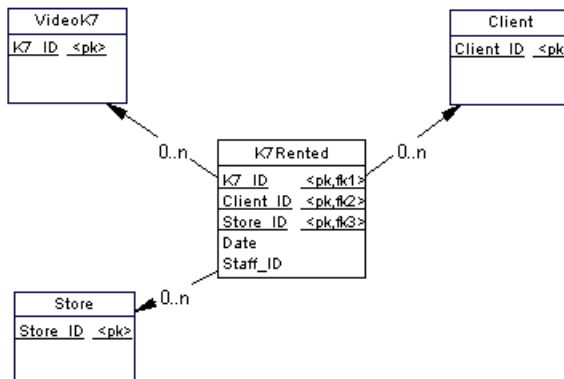 VideoK7
K7_ID <pk>
Client
Client_ID <pk
0..n
0..n
K7Rented
K7_ID <pk,fk1>
Client_ID <pk,fk2>
Store_ID <pk,fk3>
Date
Staff_ID
0..n
Store
Store_ID <pk>